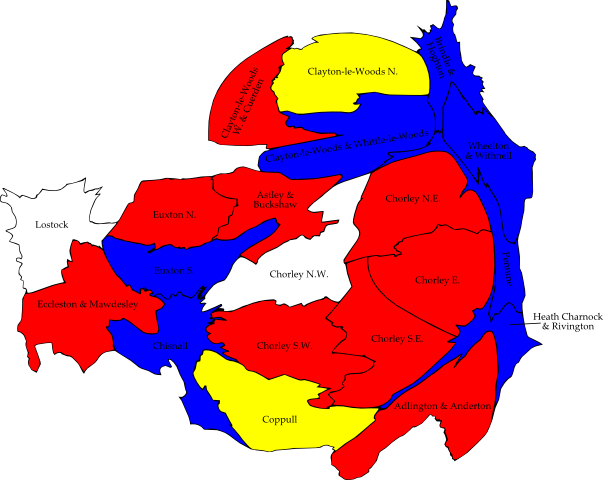 Brindle &
Hoghton
Clayton-le-Woods N.
Clayton-le-Woods
W. & Cuerden
Clayton-le-Woods & Whittle-le-Woods
Wheelton
& Withnell
Astley &
Buckshaw
Chorley N.E.
Euxton N.
Lostock
Pennine
Euxton S.
Chorley N.W.
Chorley E.
Eccleston & Mawdesley
Heath Charnock
& Rivington
Chisnall
Chorley S.W.
Chorley S.E.
Adlington & Anderton
Coppull